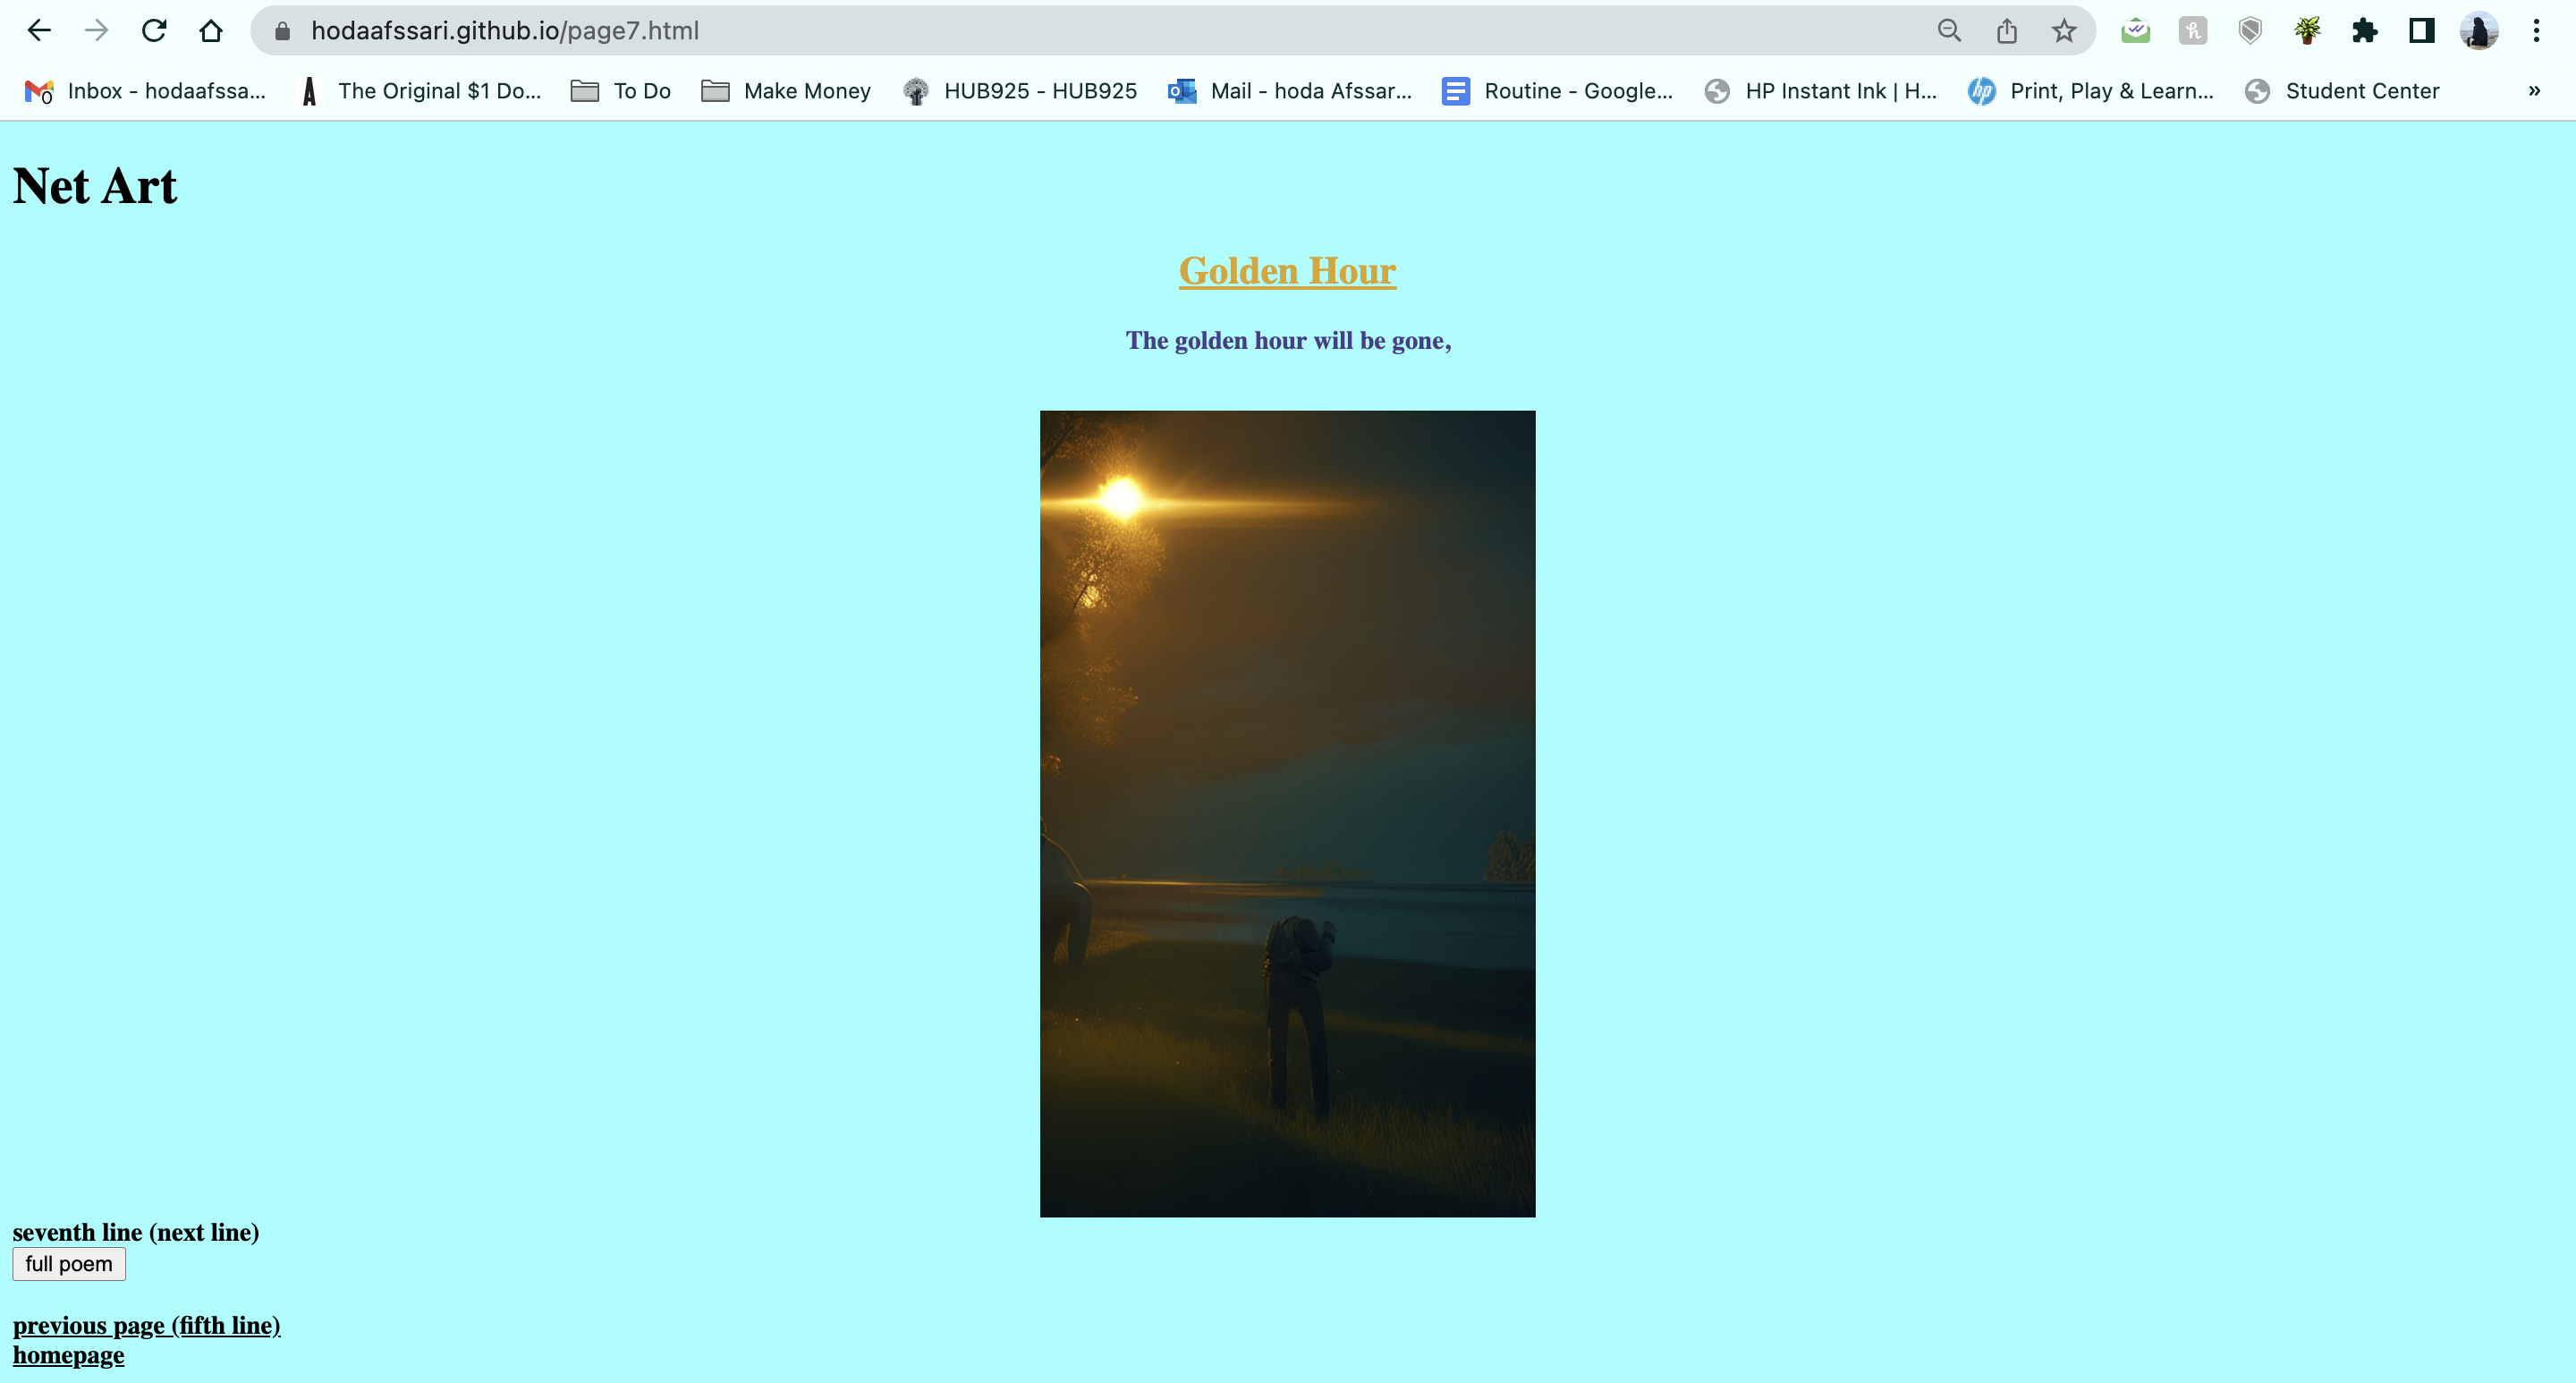 hodaafssari.github.io/page7.html
Inbox - hodaafssa... The Original $1 Do... To Do Make Money HUB925 - HUB925 Mail - hoda Afssar... Routine - Google... HP Instant Ink | H... Print, Play & Learn... Student Center »
Net Art
Golden Hour
The golden hour will be gone,
seventh line (next line)
full poem
previous page (fifth line)
homepage